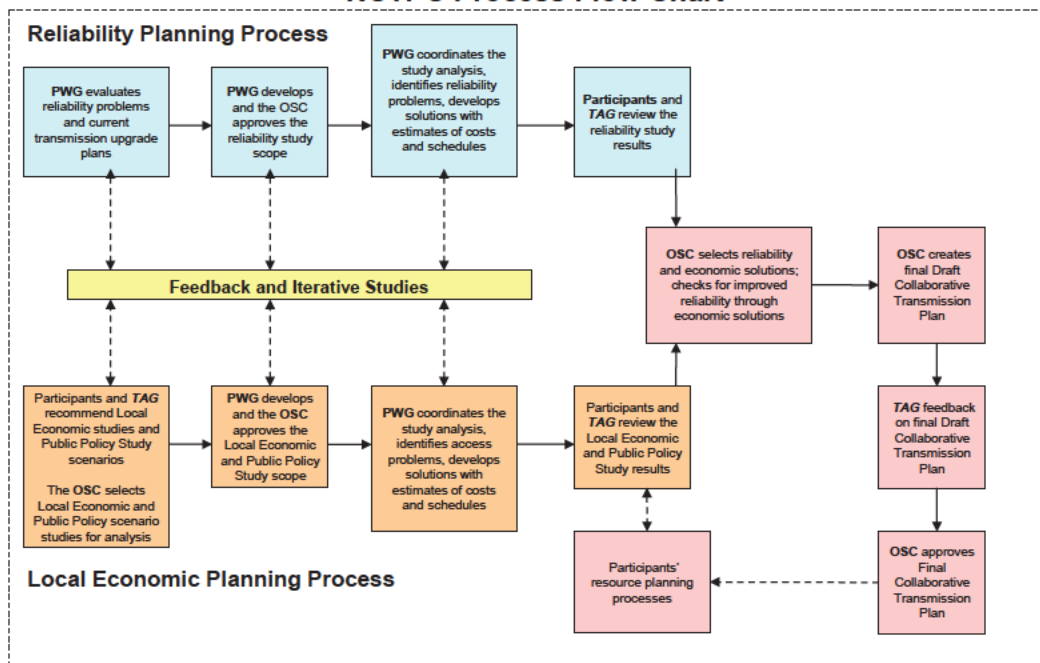 Reliability Planning Process
PWG evaluates
reliability problems
and current
transmission upgrade
plans
PWG develops
and the OSC
approves the
reliability study
scope
PWG coordinates the
study analysis,
identifies reliability
problems, develops
solutions with
estimates of costs
and schedules
Participants and
TAG review the
reliability study
results
OSC selects reliability
and economic solutions;
checks for improved
reliability through
economic solutions
OSC creates
final Draft
Collaborative
Transmission
Plan
Feedback and Iterative Studies
Participants and TAG
recommend Local
Economic studies and
Public Policy Study
scenarios
The OSC selects
Local Economic and
Public Policy scenario
studies for analysis
PWG develops
and the OSC
approves the
Local Economic
and Public Policy
Study scope
PWG coordinates the
study analysis,
identifies access
problems, develops
solutions with
estimates of costs
and schedules
Participants and
TAG review the
Local Economic
and Public Policy
Study results
TAG feedback
on final Draft
Collaborative
Transmission
Plan
Local Economic Planning Process
Participants'
resource planning
processes
OSC approves
Final
Collaborative
Transmission
Plan